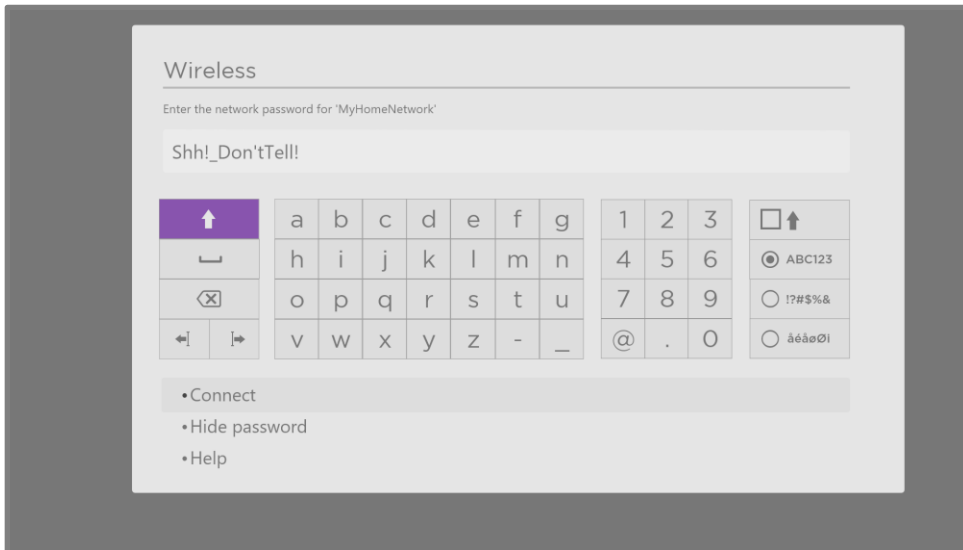 Wireless
Enter the network password for 'MyHomeNetwork'
Shh!_Don'tTell!
a b c d e f g 1 2 3
h i j k l m n 4 5 6 ABC123
o p q r s t u 7 8 9 !?#$%&
v w x y z - _ @ . 0 åéåøØì
•Connect
•Hide password
•Help